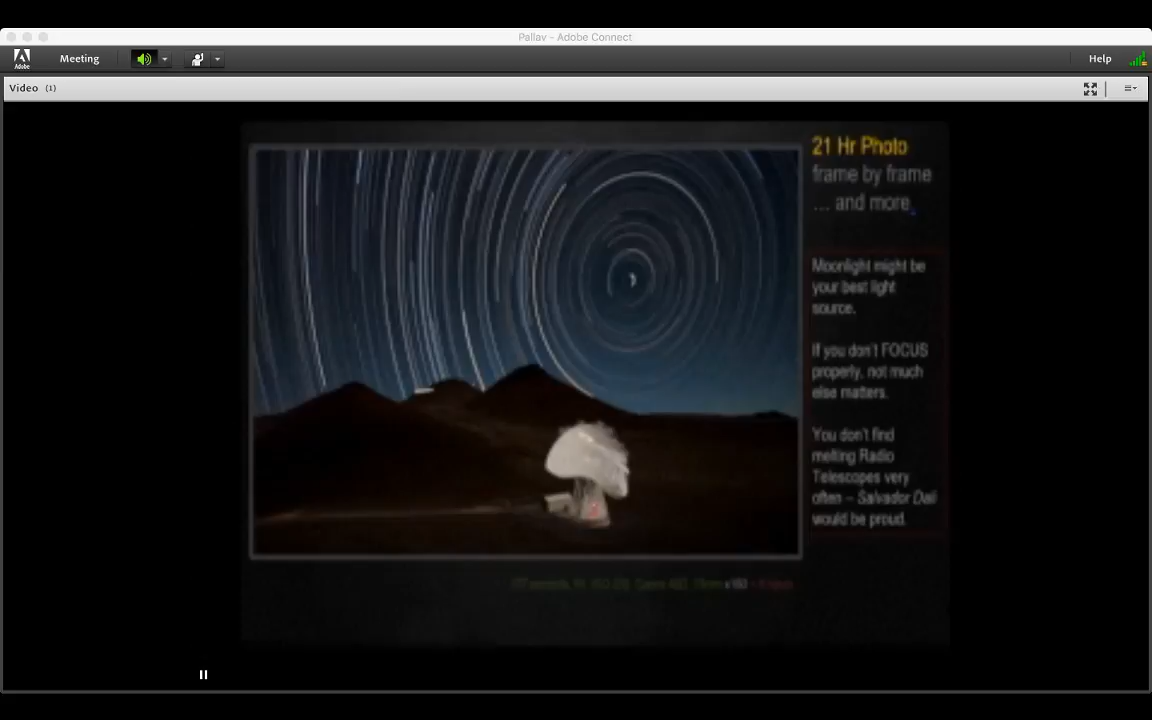 Pallav - Adobe Connect
Adobe
Meeting
Help
Video (1)
21 Hr Photo
frame by frame
... and more.
Moonlight might be
your best light
source.
If you don't FOCUS
properly, not much
else matters.
You don't find
melting Radio
Telescopes very
often – Salvador Dali
would be proud.